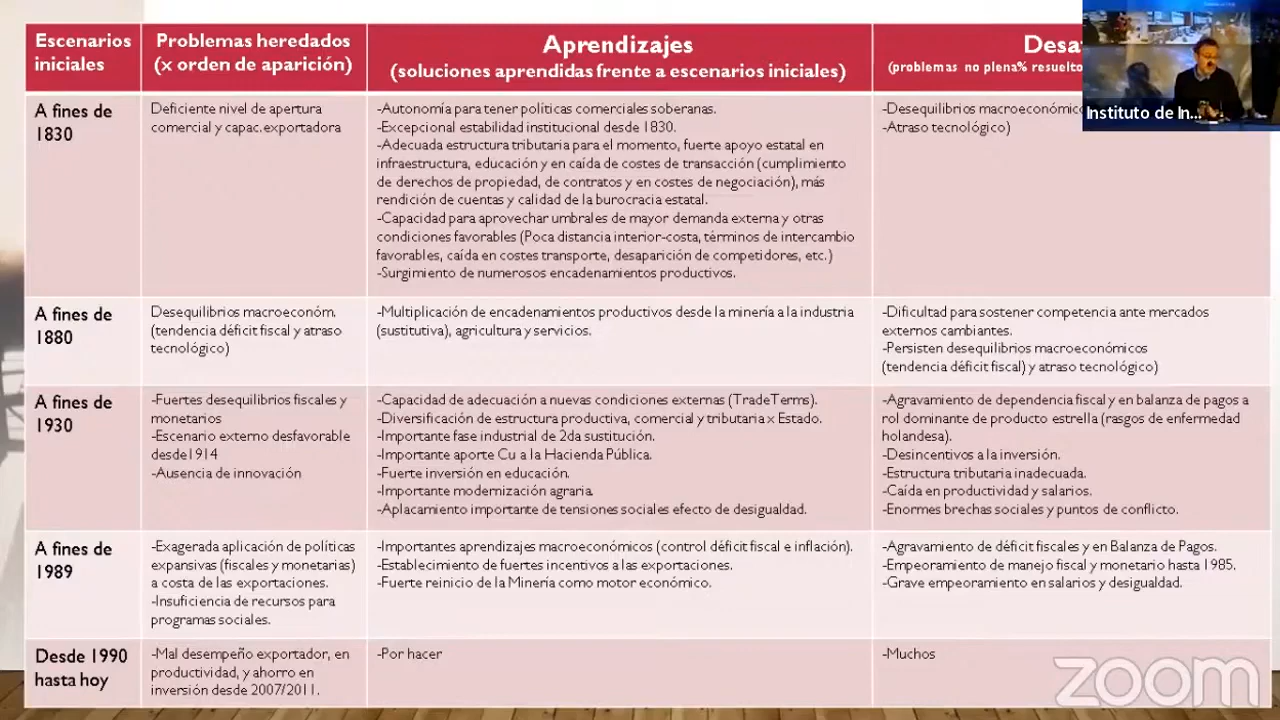 Escenarios
iniciales
Problemas heredados
(x orden de aparición)
Aprendizajes
(soluciones aprendidas frente a escenarios iniciales)
(problemas no plena% resuelto
Instituto de In...
A fines de
1830
Deficiente nivel de apertura
comercial y capac.exportadora
-Autonomía para tener políticas comerciales soberanas.
-Excepcional estabilidad institucional desde 1830.
-Adecuada estructura tributaria para el momento, fuerte apoyo estatal en
infraestructura, educación y en caída de costes de transacción (cumplimiento
de derechos de propiedad, de contratos y en costes de negociación), más
rendición de cuentas y calidad de la burocracia estatal.
-Capacidad para aprovechar umbrales de mayor demanda externa y otras
condiciones favorables (Poca distancia interior-costa, términos de intercambio
favorables, caída en costes transporte, desaparición de competidores, etc.)
-Surgimiento de numerosos encadenamientos productivos.
-Desequilibrios
-Atraso tecnológico)
A fines de
1880
Desequilibrios macroeconóm.
(tendencia déficit fiscal y atraso
tecnológico)
-Multiplicación de encadenamientos productivos desde la minería a la industria
(sustitutiva), agricultura y servicios.
-Dificultad para sostener competencia ante mercados
externos cambiantes.
-Persisten desequilibrios macroeconómicos
(tendencia déficit fiscal) y atraso tecnológico)
A fines de
1930
-Fuertes desequilibrios fiscales y
monetarios
-Escenario externo desfavorable
desde1914
-Ausencia de innovación
-Capacidad de adecuación a nuevas condiciones externas (TradeTerms).
-Diversificación de estructura productiva, comercial y tributaria x Estado.
-Importante fase industrial de 2da sustitución.
-Importante aporte Cu a la Hacienda Pública.
-Fuerte inversión en educación.
-Importante modernización agraria.
-Aplacamiento importante de tensiones sociales efecto de desigualdad.
-Agravamiento de dependencia fiscal y en balanza de pagos a
rol dominante de producto estrella (rasgos de enfermedad
holandesa).
-Desincentivos a la inversión.
-Estructura tributaria inadecuada.
-Caída en productividad y salarios.
-Enormes brechas sociales y puntos de conflicto.
A fines de
1989
-Exagerada aplicación de políticas
expansivas (fiscales y monetarias)
a costa de las exportaciones.
-Insuficiencia de recursos para
programas sociales.
-Importantes aprendizajes macroeconómicos (control déficit fiscal e inflación).
-Establecimiento de fuertes incentivos a las exportaciones.
-Fuerte reinicio de la Minería como motor económico.
-Agravamiento de déficit fiscales y en Balanza de Pagos.
-Empeoramiento de manejo fiscal y monetario hasta 1985.
-Grave empeoramiento en salarios y desigualdad.
Desde 1990
hasta hoy
-Mal desempeño exportador, en
productividad, y ahorro en
inversión desde 2007/2011.
-Por hacer
-Muchos
zoom